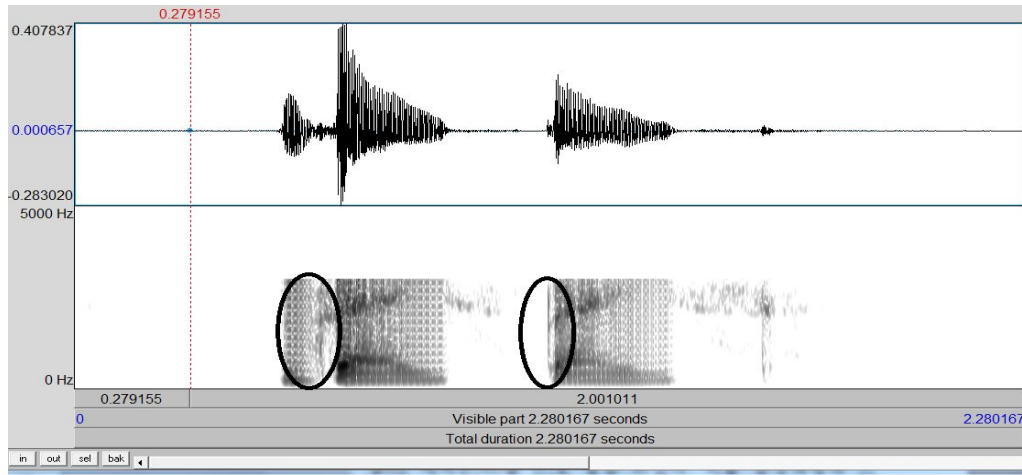 0.279155
0.407837
0.000657
-0.283020
5000 Hz
0 Hz
0.279155 2.001011
0 Visible part 2.280167 seconds 2.280167
Total duration 2.280167 seconds
in out sel bak